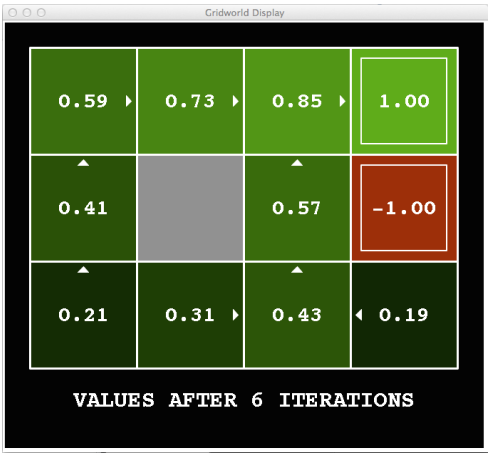 Gridworld Display
0.59 0.73 0.85 1.00
0.41 0.57 -1.00
0.21 0.31 0.43 0.19
VALUES AFTER 6 ITERATIONS